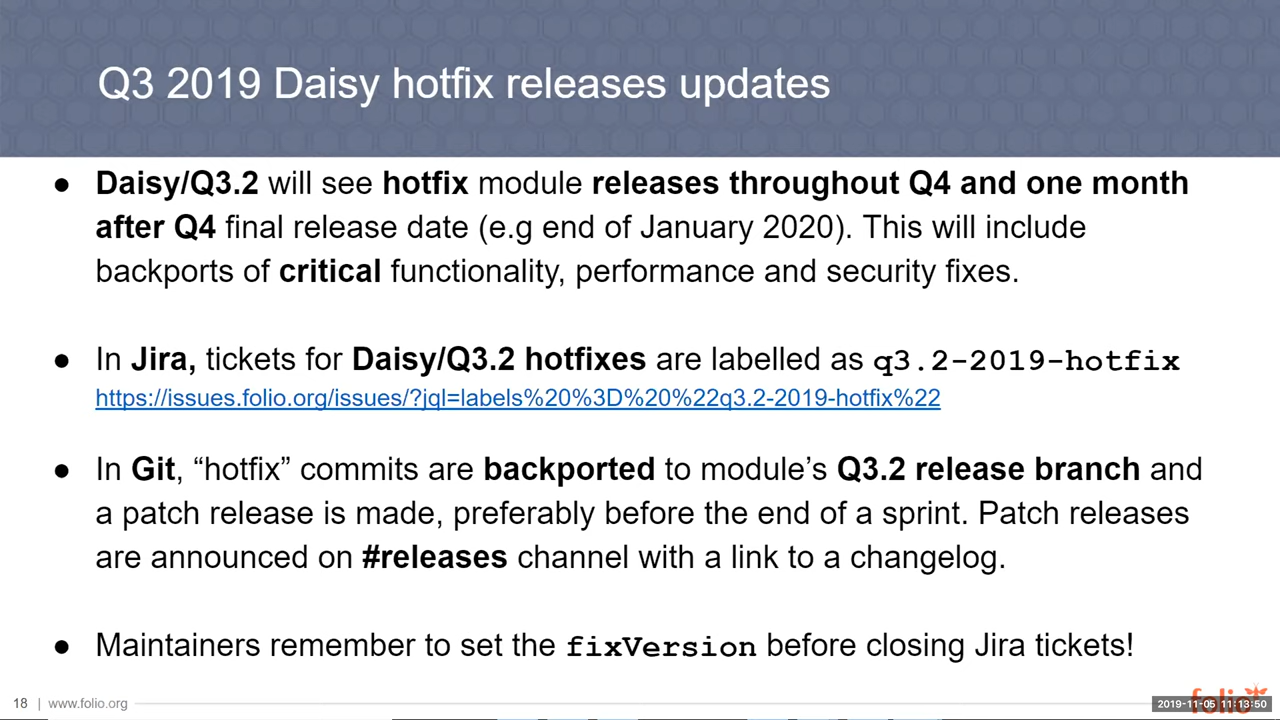 Q3 2019 Daisy hotfix releases updates
● Daisy/Q3.2 will see hotfix module releases throughout Q4 and one month
after Q4 final release date (e.g end of January 2020). This will include
backports of critical functionality, performance and security fixes.
● In Jira, tickets for Daisy/Q3.2 hotfixes are labelled as q3.2-2019-hotfix
https://issues.folio.org/issues/?jql=labels%20%3D%20%22q3.2-2019-hotfix%22
● In Git, “hotfix” commits are backported to module’s Q3.2 release branch and
a patch release is made, preferably before the end of a sprint. Patch releases
are announced on #releases channel with a link to a changelog.
● Maintainers remember to set the fixVersion before closing Jira tickets!
18 | www.folio.org
folio
2019-11-05 11:13:50